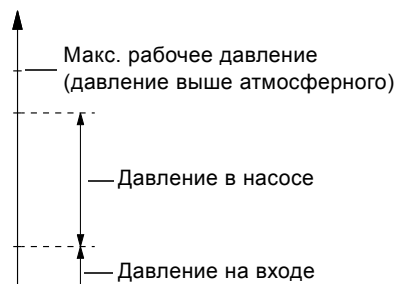 Макс. рабочее давление
(давление выше атмосферного)
Давление в насосе
Давление на входе